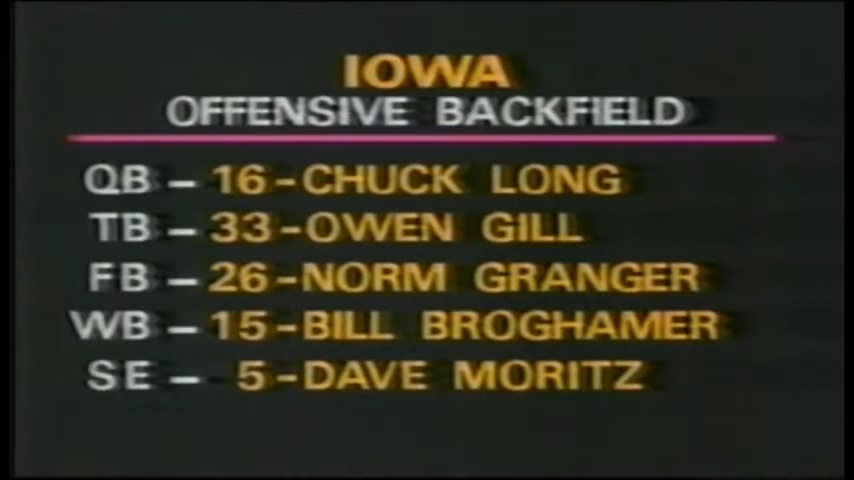 IOWA
OFFENSIVE BACKFIELD
QB - 16 - CHUCK LONG
TB - 33 - OWEN GILL
FB - 26 - NORM GRANGER
WB - 15 - BILL BROGHAMER
SE - 5 - DAVE MORITZ